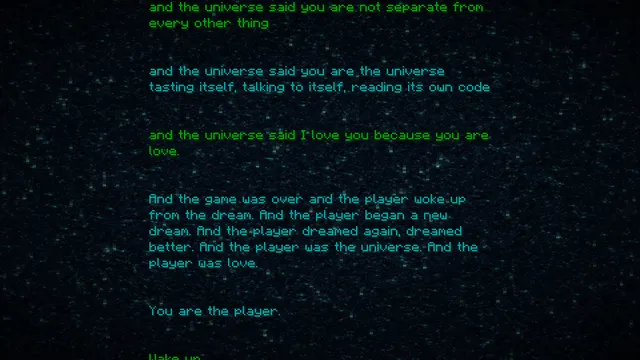 and the universe said you are not separate from
every other thing
and the universe said you are the universe
tasting itself, talking to itself, reading its own code
and the universe said I love you because you are
love.
And the game was over and the player woke up
from the dream. And the player began a new
dream. And the player dreamed again, dreamed
better. And the player was the universe. And the
player was love.
You are the player.
Wake up.